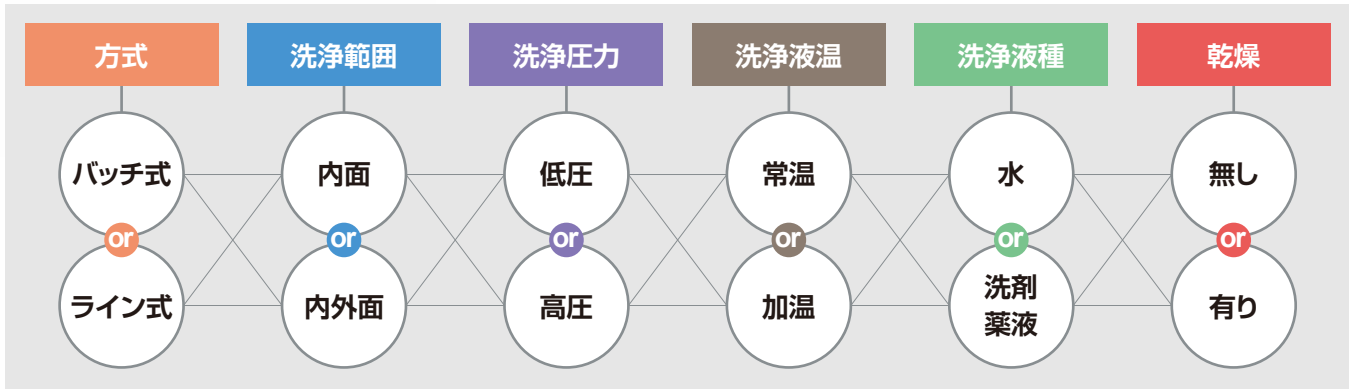 方式
洗浄範囲
洗浄圧力
洗浄液温
洗浄液種
乾燥
バッチ式
内面
低圧
常温
水
無し
or
or
or
or
or
or
ライン式
内外面
高圧
加温
洗剤
薬液
有り